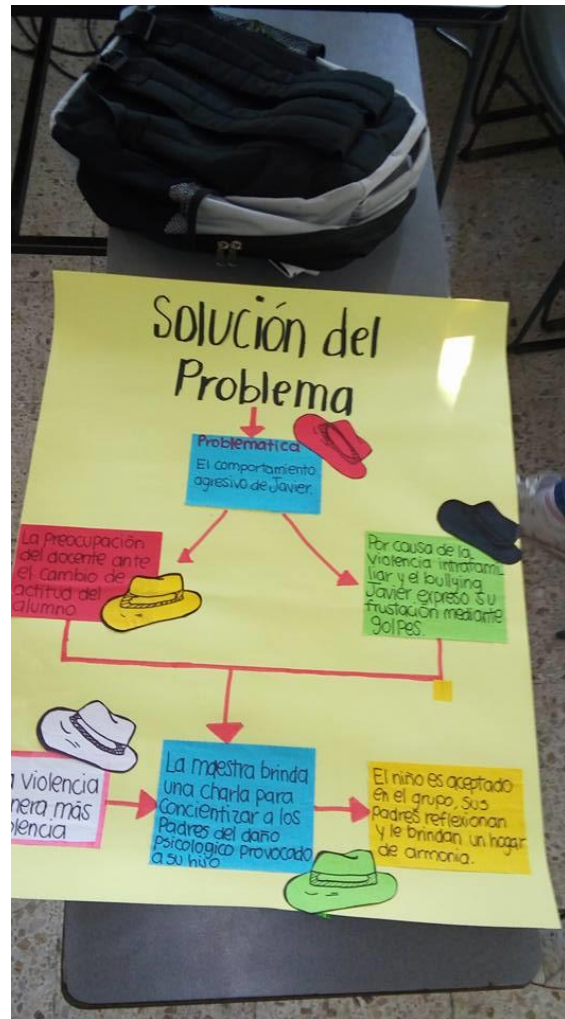 Solución del
Problema
Problematica
El comportamiento
agresivo de Javier.
La Preocupación
del docente ante
el cambio de
actitud del
alumno
Por causa de la
Violencia intrafami
liar y el bullying
Javier expreso su
frustación mediante
golpes.
violencia
más
La maestra brinda
una charla para
concientizar a los
Padres del daño
psicologico provocado
a su hijo
El niño es aceptado
en el grupo, sus
padres reflexionan
y le brindan un hogar
de armonia.